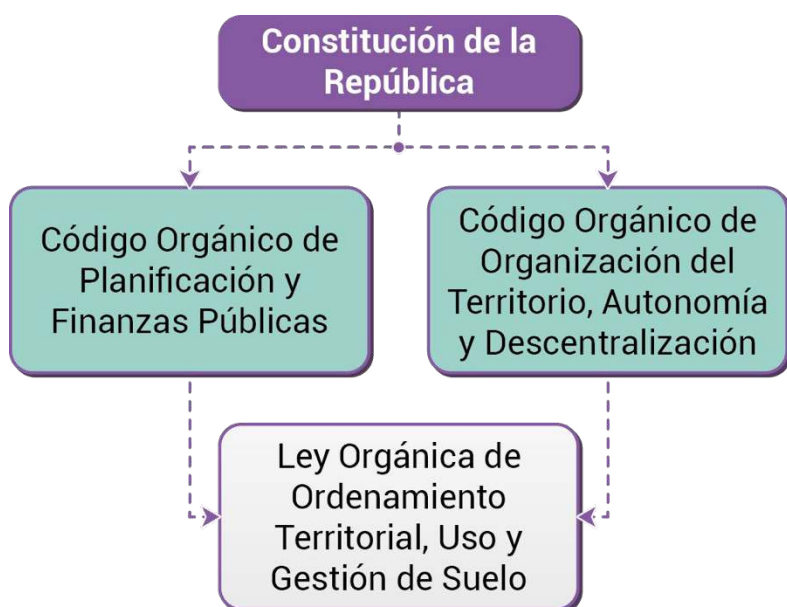 Constitución de la
República
Código Orgánico de
Planificación y
Finanzas Públicas
Código Orgánico de
Organización del
Territorio, Autonomía
y Descentralización
Ley Orgánica de
Ordenamiento
Territorial, Uso y
Gestión de Suelo